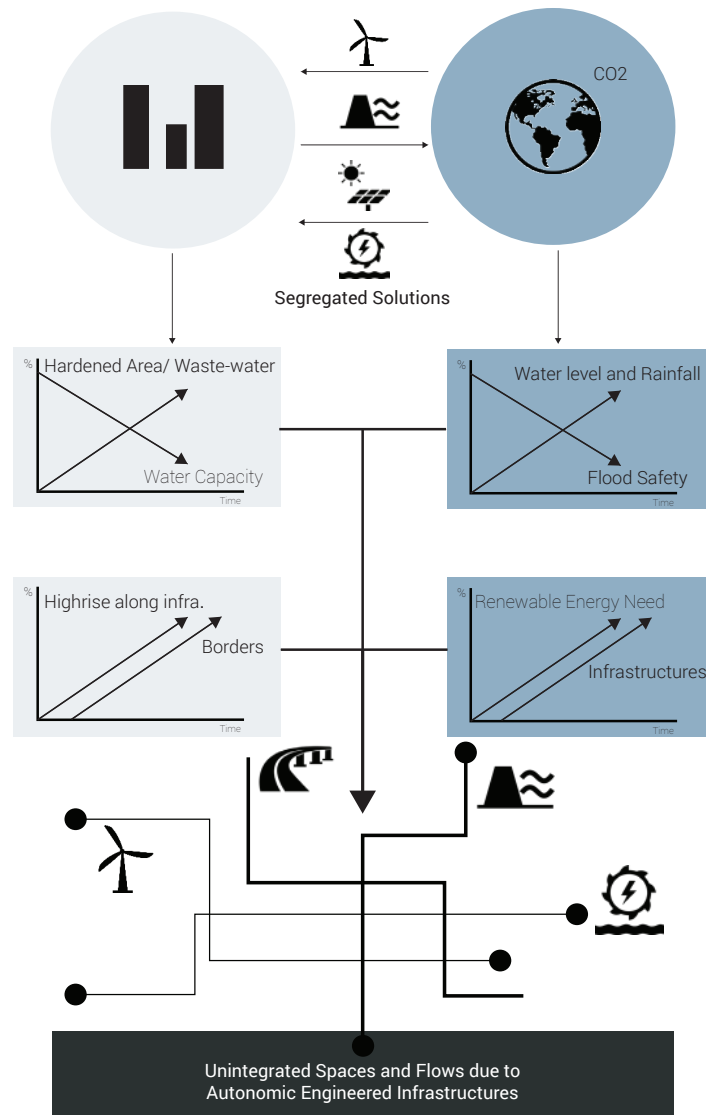 CO2
Segregated Solutions
%
Hardened Area/ Waste-water
Water Capacity
Time
%
Water level and Rainfall
Flood Safety
Time
%
Highrise along infra.
Borders
Time
%
Renewable Energy Need
Infrastructures
Time
Unintegrated Spaces and Flows due to
Autonomic Engineered Infrastructures